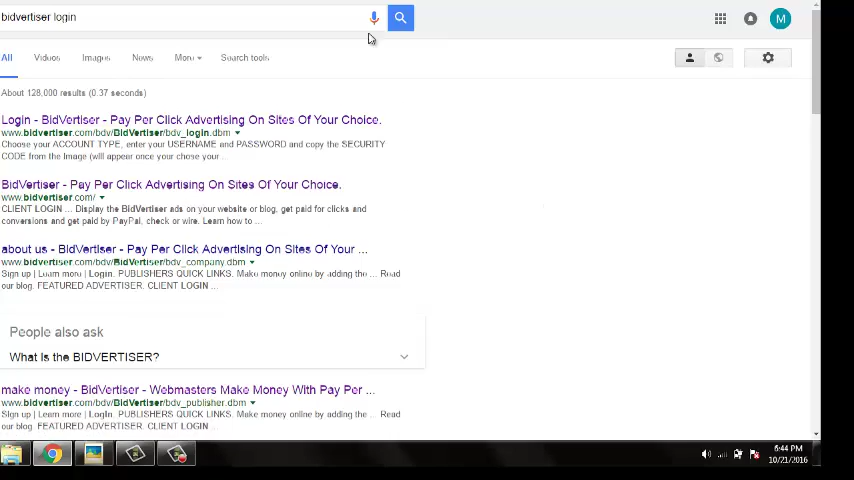 bidvertiser login
M
All Videos Images News More Search tools
About 128,000 results (0.37 seconds)
Login - BidVertiser - Pay Per Click Advertising On Sites Of Your Choice.
www.bidvertiser.com/bdv/BidVertiser/bdv_login.dbm
Choose your ACCOUNT TYPE, enter your USERNAME and PASSWORD and copy the SECURITY
CODE from the Image (will appear once your chose your ...
BidVertiser - Pay Per Click Advertising On Sites Of Your Choice.
www.bidvertiser.com/
CLIENT LOGIN ... Display the BidVertiser ads on your website or blog, get paid for clicks and
conversions and get paid by PayPal, check or wire. Learn how to ...
about us - BidVertiser - Pay Per Click Advertising On Sites Of Your ...
www.bidvertiser.com/bdv/BidVertiser/bdv_company.dbm
Sign up | Learn more | Login. PUBLISHERS QUICK LINKS. Make money online by adding the ... Read
our blog. FEATURED ADVERTISER. CLIENT LOGIN ...
People also ask
What is the BIDVERTISER?
make money - BidVertiser - Webmasters Make Money With Pay Per ...
www.bidvertiser.com/bdv/BidVertiser/bdv_publisher.dbm
Sign up | Learn more | Login. PUBLISHERS QUICK LINKS. Make money online by adding the ... Read
our blog. FEATURED ADVERTISER. CLIENT LOGIN ...
6:44 PM
10/21/2016